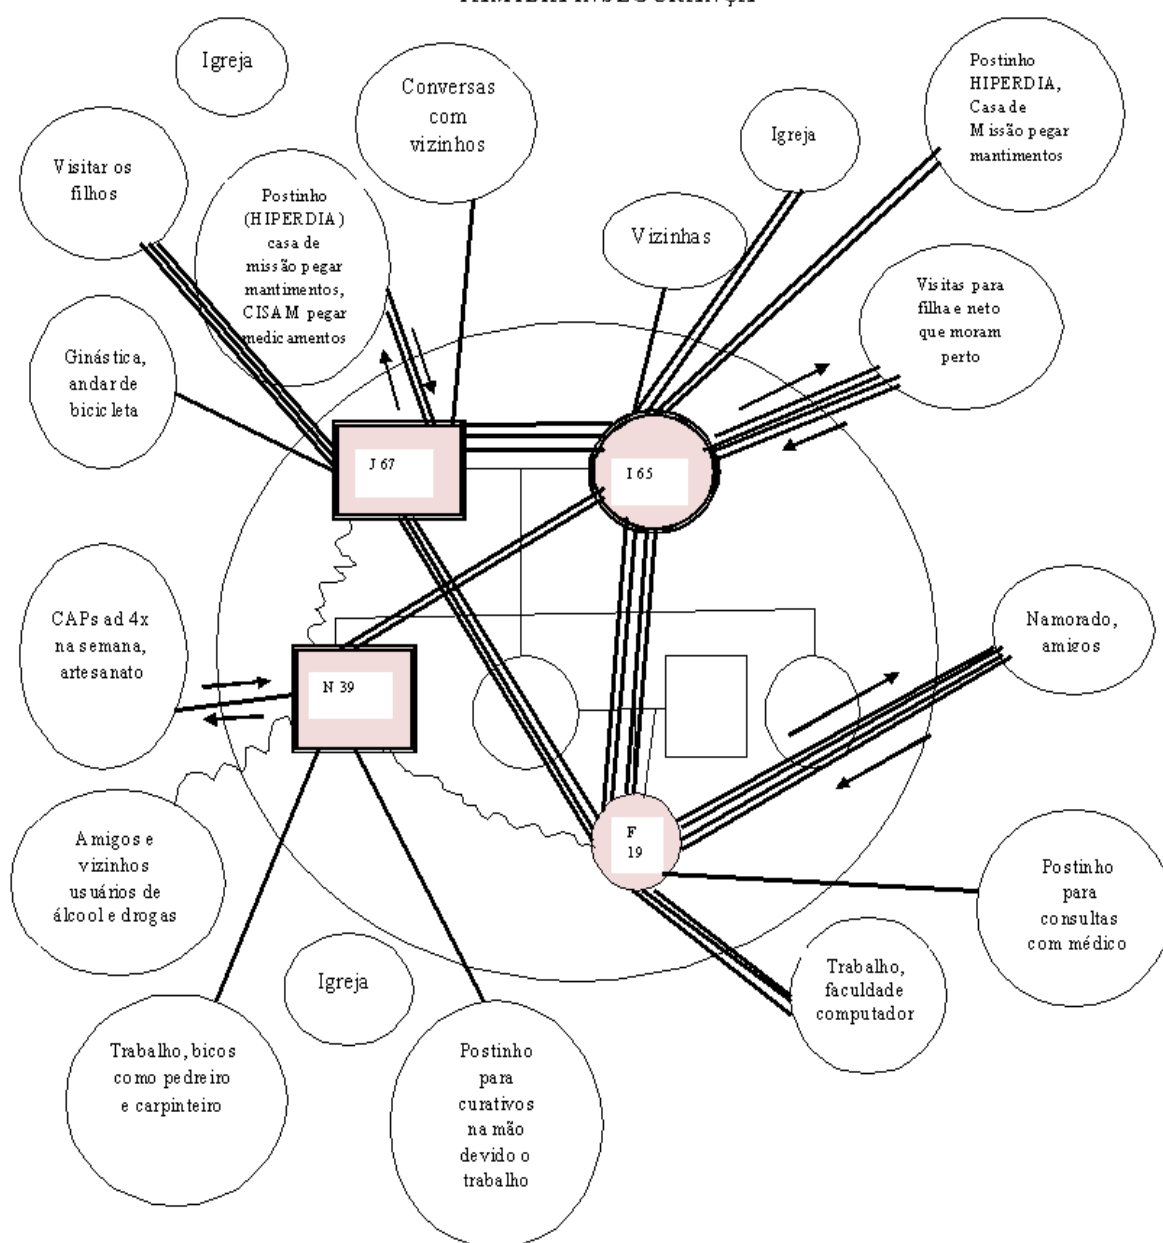 FAMÍLIA INSEGURANÇA
Igreja
Conversas
com
vizinhos
Igreja
Postinho
HIPERDIA,
Casa de
Missão pegar
mantimentos
Visitar os
filhos
Postinho
(HIPERDIA)
casa de
missão pegar
mantimentos,
CISAM pegar
medicamentos
Vizinhas
Visitas para
filha e neto
que moram
perto
Ginástica,
andar de
bicicleta
J 67
I 65
CAPs ad 4x
na semana,
artesanato
N 39
Namorado,
amigos
F
19
Amigos e
vizinhos
usuários de
álcool e drogas
Postinho
para
consultas
com médico
Igreja
Trabalho,
faculdade
computador
Trabalho, bicos
como pedreiro
e carpinteiro
Postinho
para
curativos
na mão
devido o
trabalho